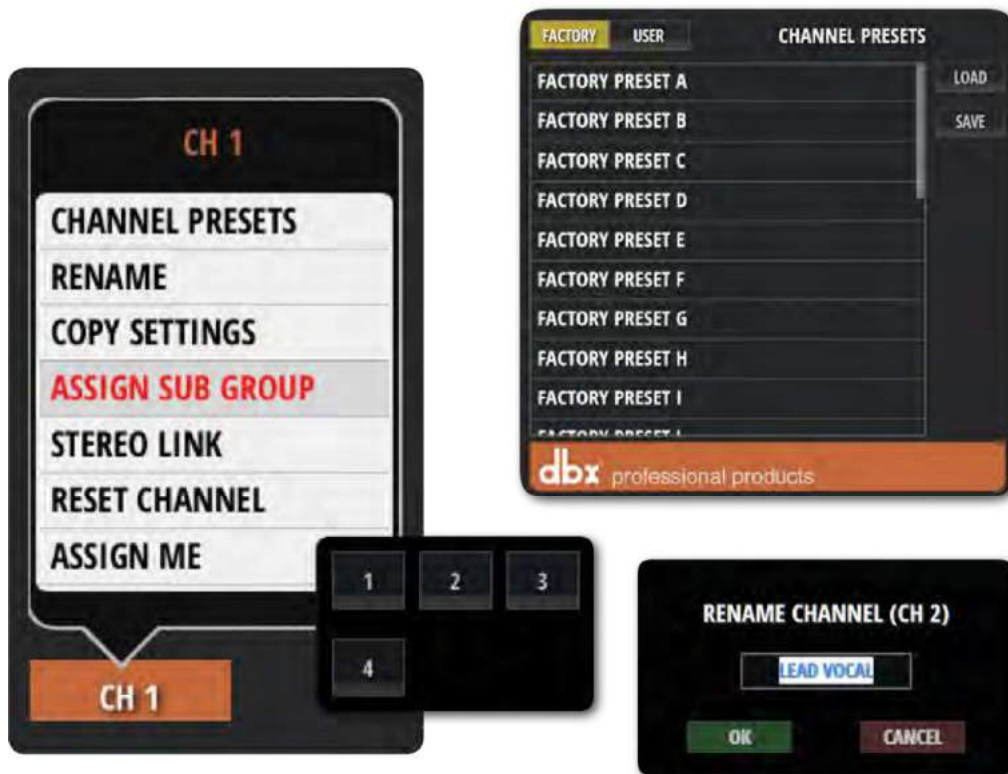 CH 1
CHANNEL PRESETS
RENAME
COPY SETTINGS
ASSIGN SUB GROUP
STEREO LINK
RESET CHANNEL
ASSIGN ME
CH 1
1 2 3
4
FACTORY USER CHANNEL PRESETS
LOAD
SAVE
FACTORY PRESET A
FACTORY PRESET B
FACTORY PRESET C
FACTORY PRESET D
FACTORY PRESET E
FACTORY PRESET F
FACTORY PRESET G
FACTORY PRESET H
FACTORY PRESET I
FACTORY PRESET
dbx professional products
RENAME CHANNEL (CH 2)
LEAD VOCAL
OK CANCEL